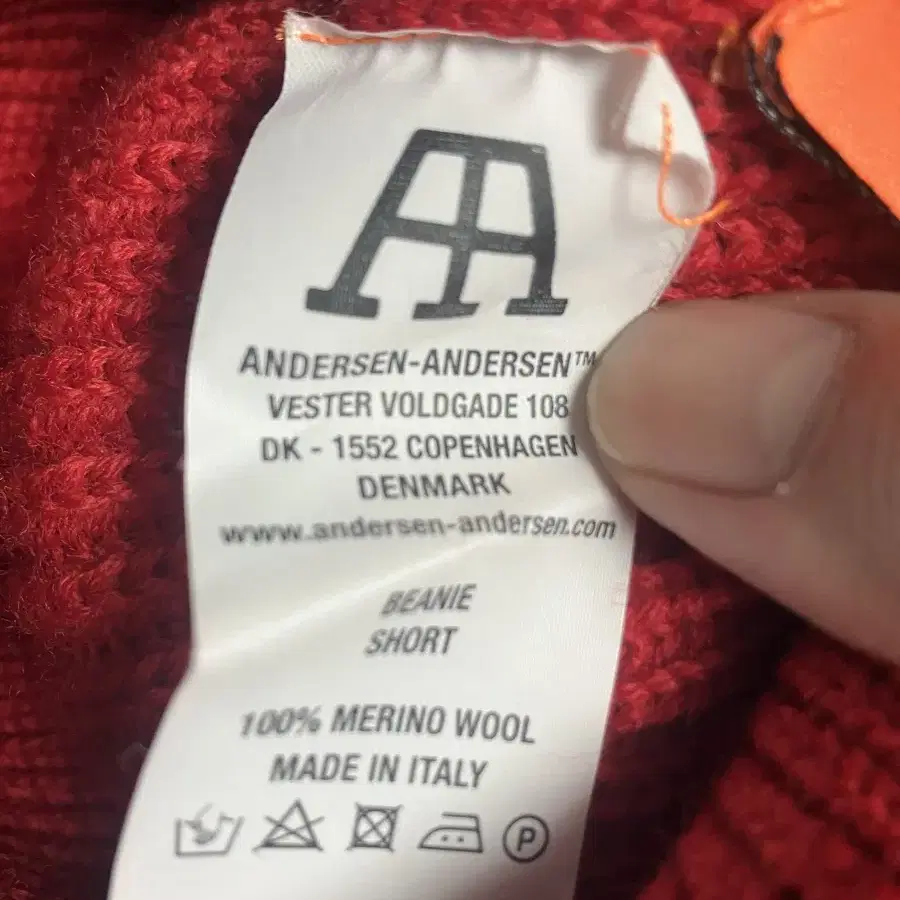 ANDERSEN-ANDERSEN™
VESTER VOLDGADE 108
DK - 1552 COPENHAGEN
DENMARK
www.andersen-andersen.com
BEANIE
SHORT
100% MERINO WOOL
MADE IN ITALY
P